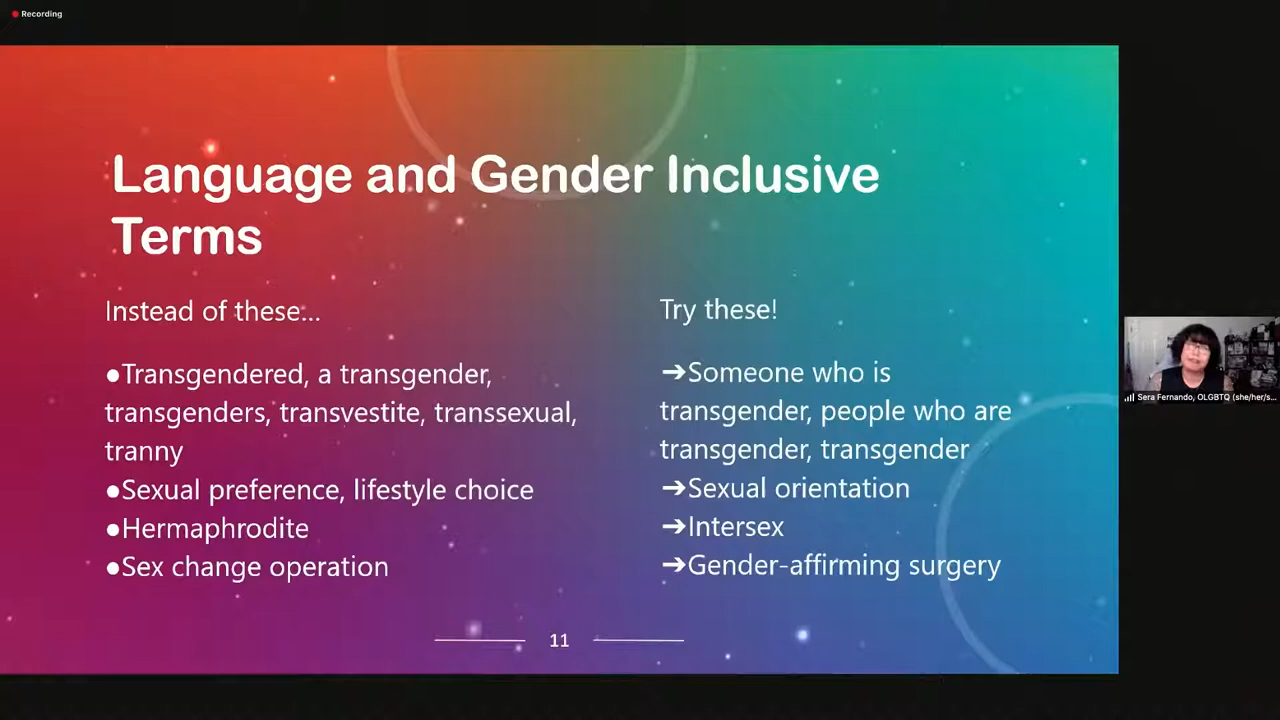 Recording
Language and Gender Inclusive
Terms
Instead of these...
●Transgendered, a transgender,
transgenders, transvestite, transsexual,
tranny
●Sexual preference, lifestyle choice
●Hermaphrodite
●Sex change operation
Try these!
➔Someone who is
transgender, people who are
transgender, transgender
➔Sexual orientation
➔Intersex
➔Gender-affirming surgery
11
Sera Fernando, OLGBTQ (she/her/s...